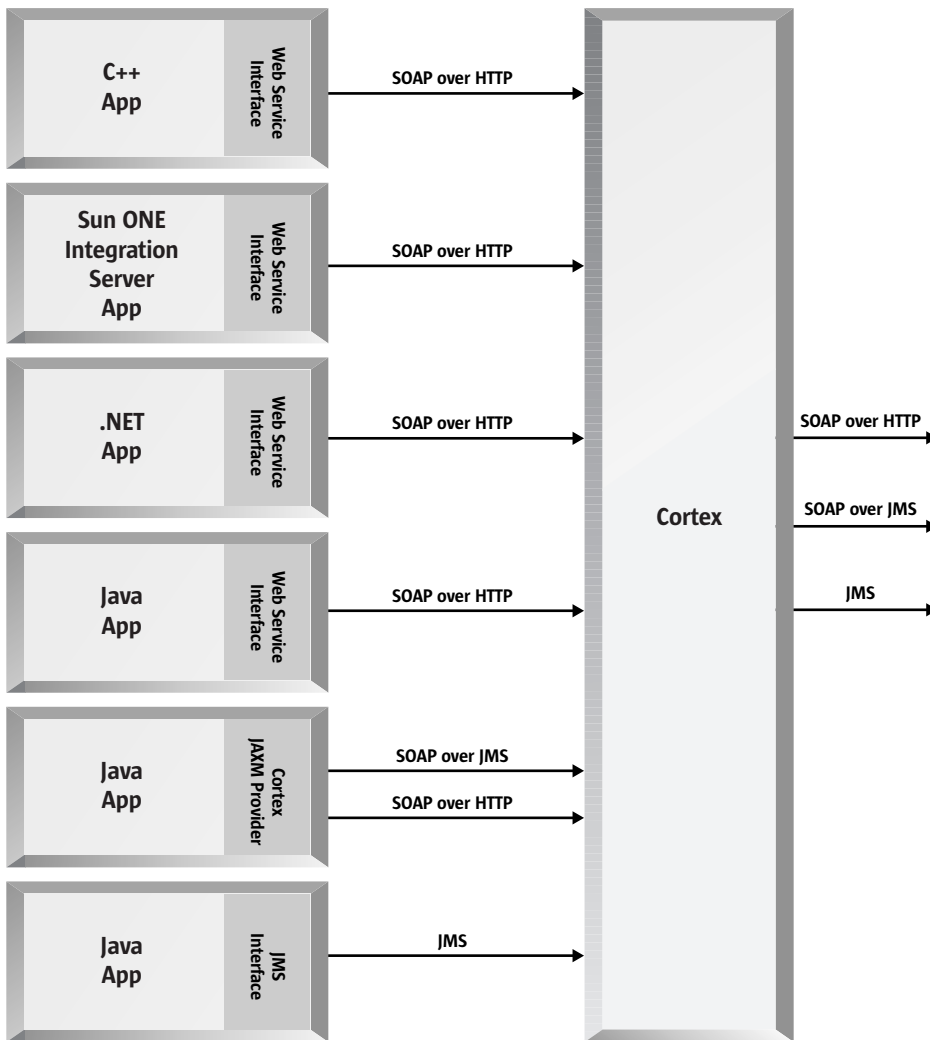 C++
App
Web Service
Interface
SOAP over HTTP
Sun ONE
Integration
Server
App
Web Service
Interface
SOAP over HTTP
.NET
App
Web Service
Interface
SOAP over HTTP
Java
App
Web Service
Interface
SOAP over HTTP
Java
App
Cortex
JAXM Provider
SOAP over JMS
SOAP over HTTP
Java
App
JMS
Interface
JMS
Cortex
SOAP over HTTP
SOAP over JMS
JMS